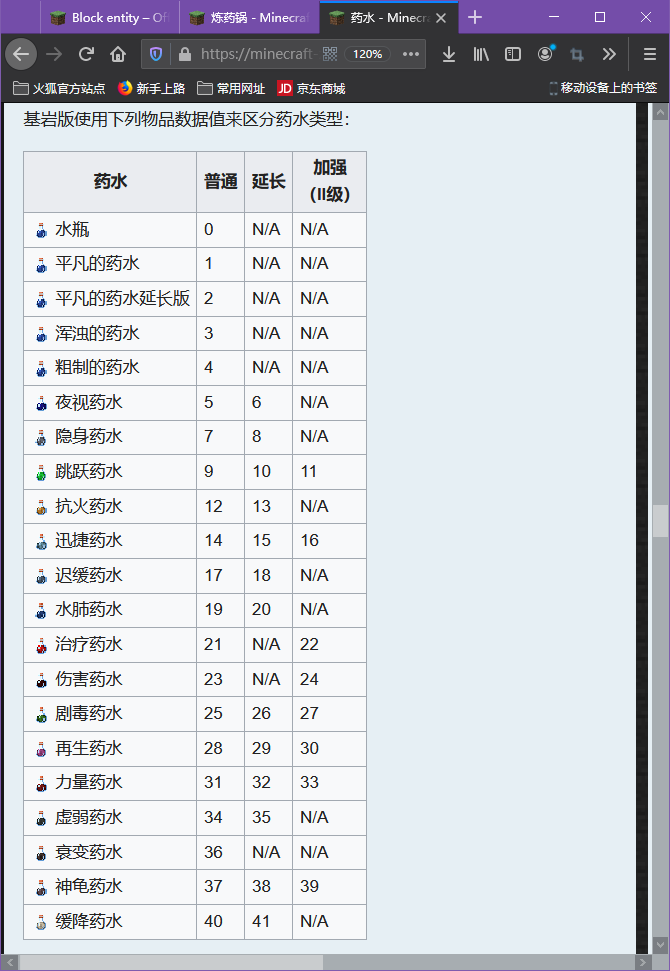 Block entity – Of
炼药锅 - Minecraf
药水 - Minecra
https://minecraft-
120%
火狐官方站点 新手上路 常用网址 JD 京东商城 移动设备上的书签
基岩版使用下列物品数据值来区分药水类型：
药水 普通 延长 加强
（II级）
水瓶 0 N/A N/A
平凡的药水 1 N/A N/A
平凡的药水延长版 2 N/A N/A
浑浊的药水 3 N/A N/A
粗制的药水 4 N/A N/A
夜视药水 5 6 N/A
隐身药水 7 8 N/A
跳跃药水 9 10 11
抗火药水 12 13 N/A
迅捷药水 14 15 16
迟缓药水 17 18 N/A
水肺药水 19 20 N/A
治疗药水 21 N/A 22
伤害药水 23 N/A 24
剧毒药水 25 26 27
再生药水 28 29 30
力量药水 31 32 33
虚弱药水 34 35 N/A
衰变药水 36 N/A N/A
神龟药水 37 38 39
缓降药水 40 41 N/A